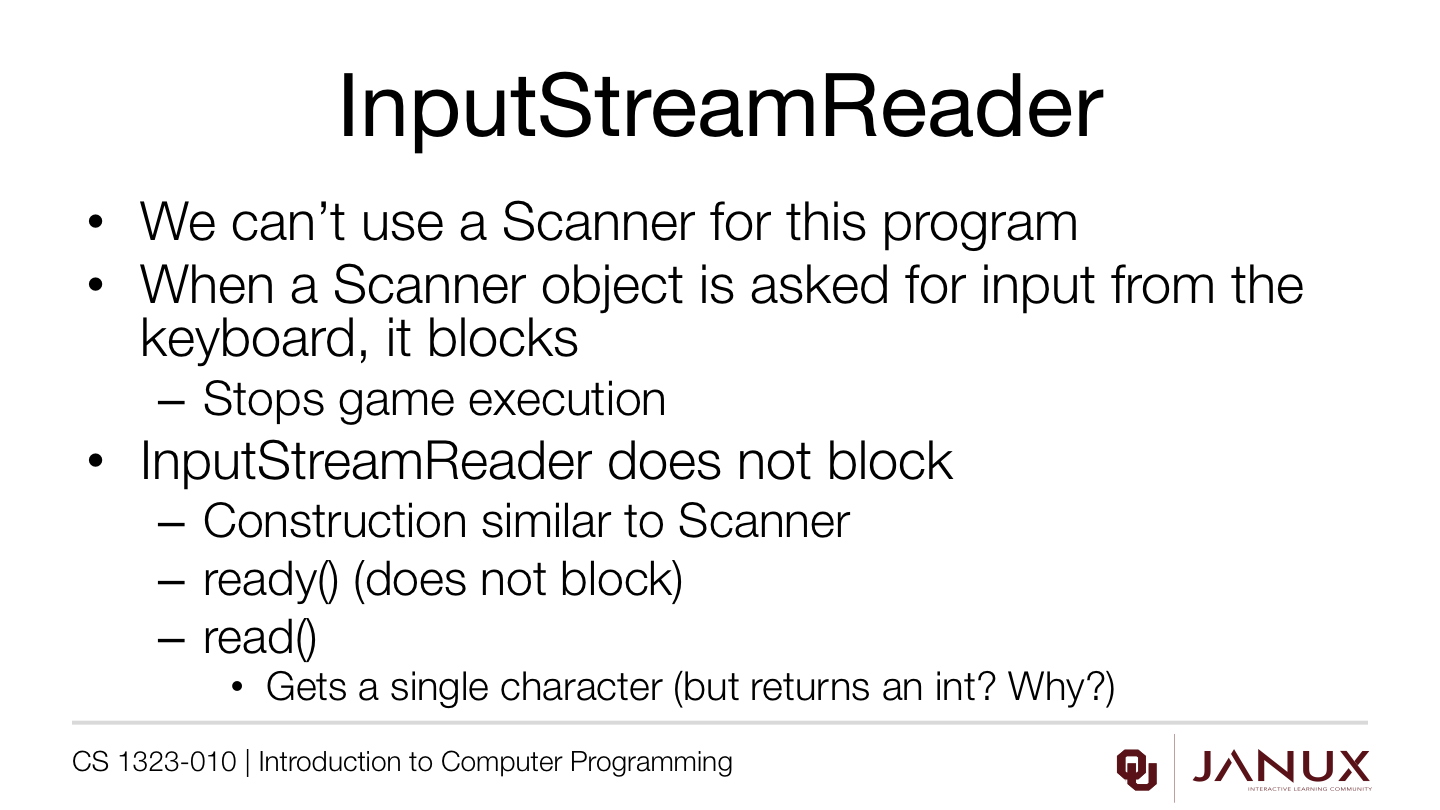 InputStreamReader
• We can’t use a Scanner for this program
• When a Scanner object is asked for input from the
keyboard, it blocks
– Stops game execution
• InputStreamReader does not block
– Construction similar to Scanner
– ready() (does not block)
– read()
• Gets a single character (but returns an int? Why?)
CS 1323-010 | Introduction to Computer Programming
OU
JANUX
INTERACTIVE LEARNING COMMUNITY